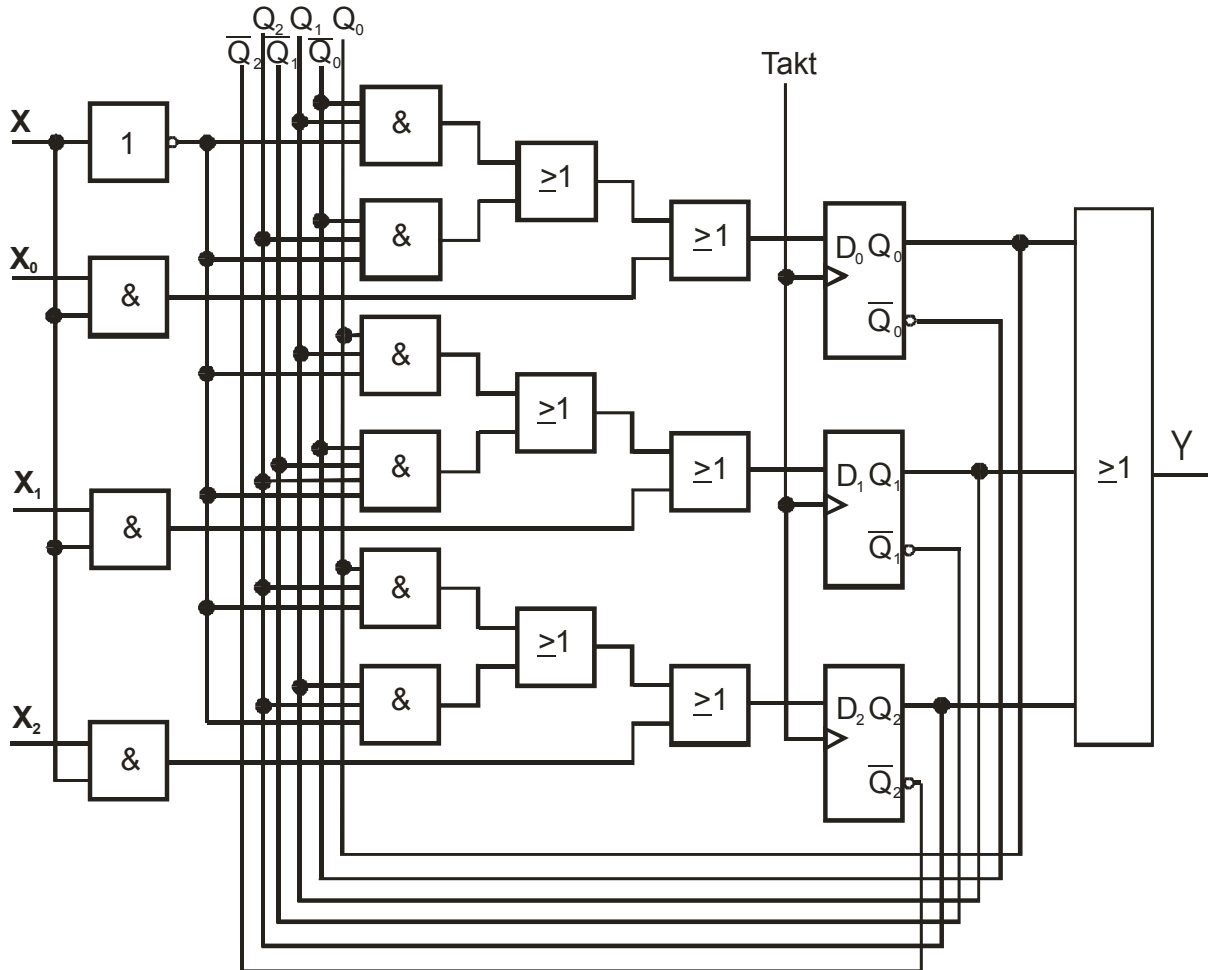 Q₂ Q₁ Q₀
Q̅₂ Q̅₁ Q̅₀
Takt
X
1
&
≥1
&
≥1
D₀ Q₀
Q̅₀
X₀
&
&
≥1
&
≥1
D₁ Q₁
Q̅₁
≥1
Y
X₁
&
&
≥1
&
≥1
D₂ Q₂
Q̅₂
X₂
&